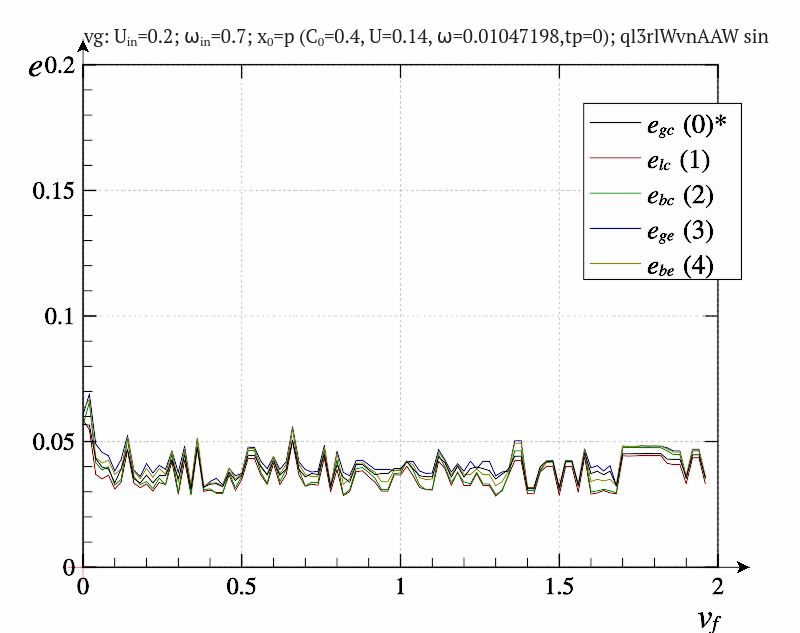 vg: Uin=0.2; ωin=0.7; x0=p (C0=0.4, U=0.14, ω=0.01047198,tp=0); ql3rlWvnAAW sin
e
0.2
egc (0)*
elc (1)
0.15
ebc (2)
ege (3)
ebe (4)
0.1
0.05
0
0 0.5 1 1.5 2
vf